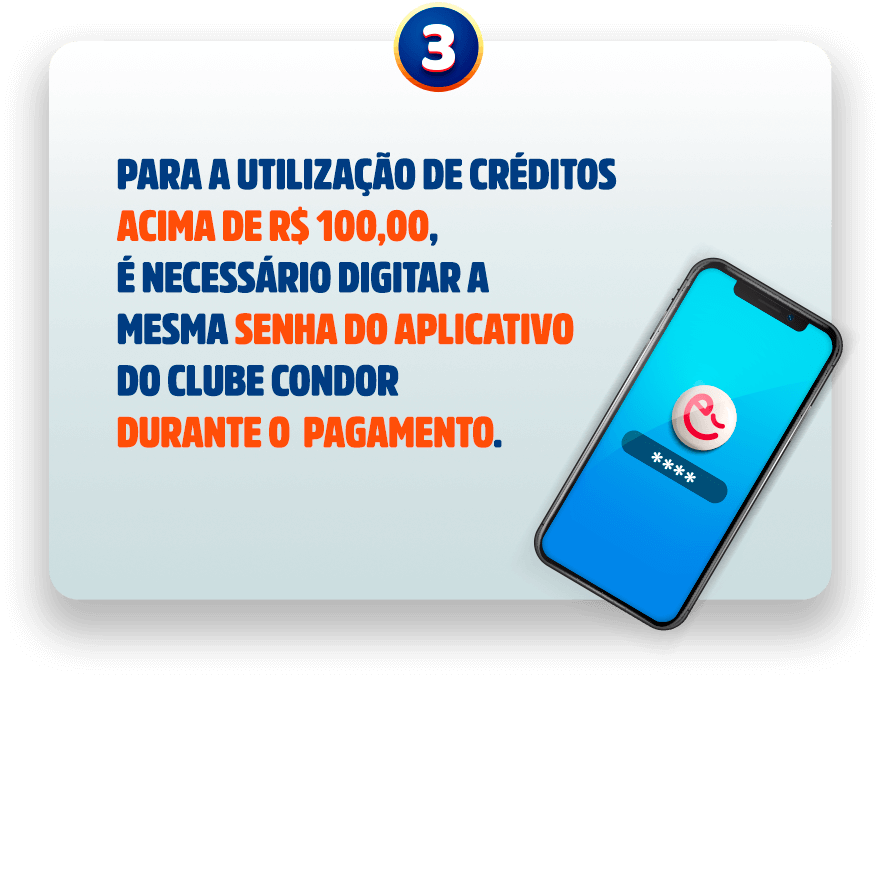 3
PARA A UTILIZAÇÃO DE CRÉDITOS
ACIMA DE R$ 100,00,
É NECESSÁRIO DIGITAR A
MESMA SENHA DO APLICATIVO
DO CLUBE CONDOR
DURANTE O PAGAMENTO.
****